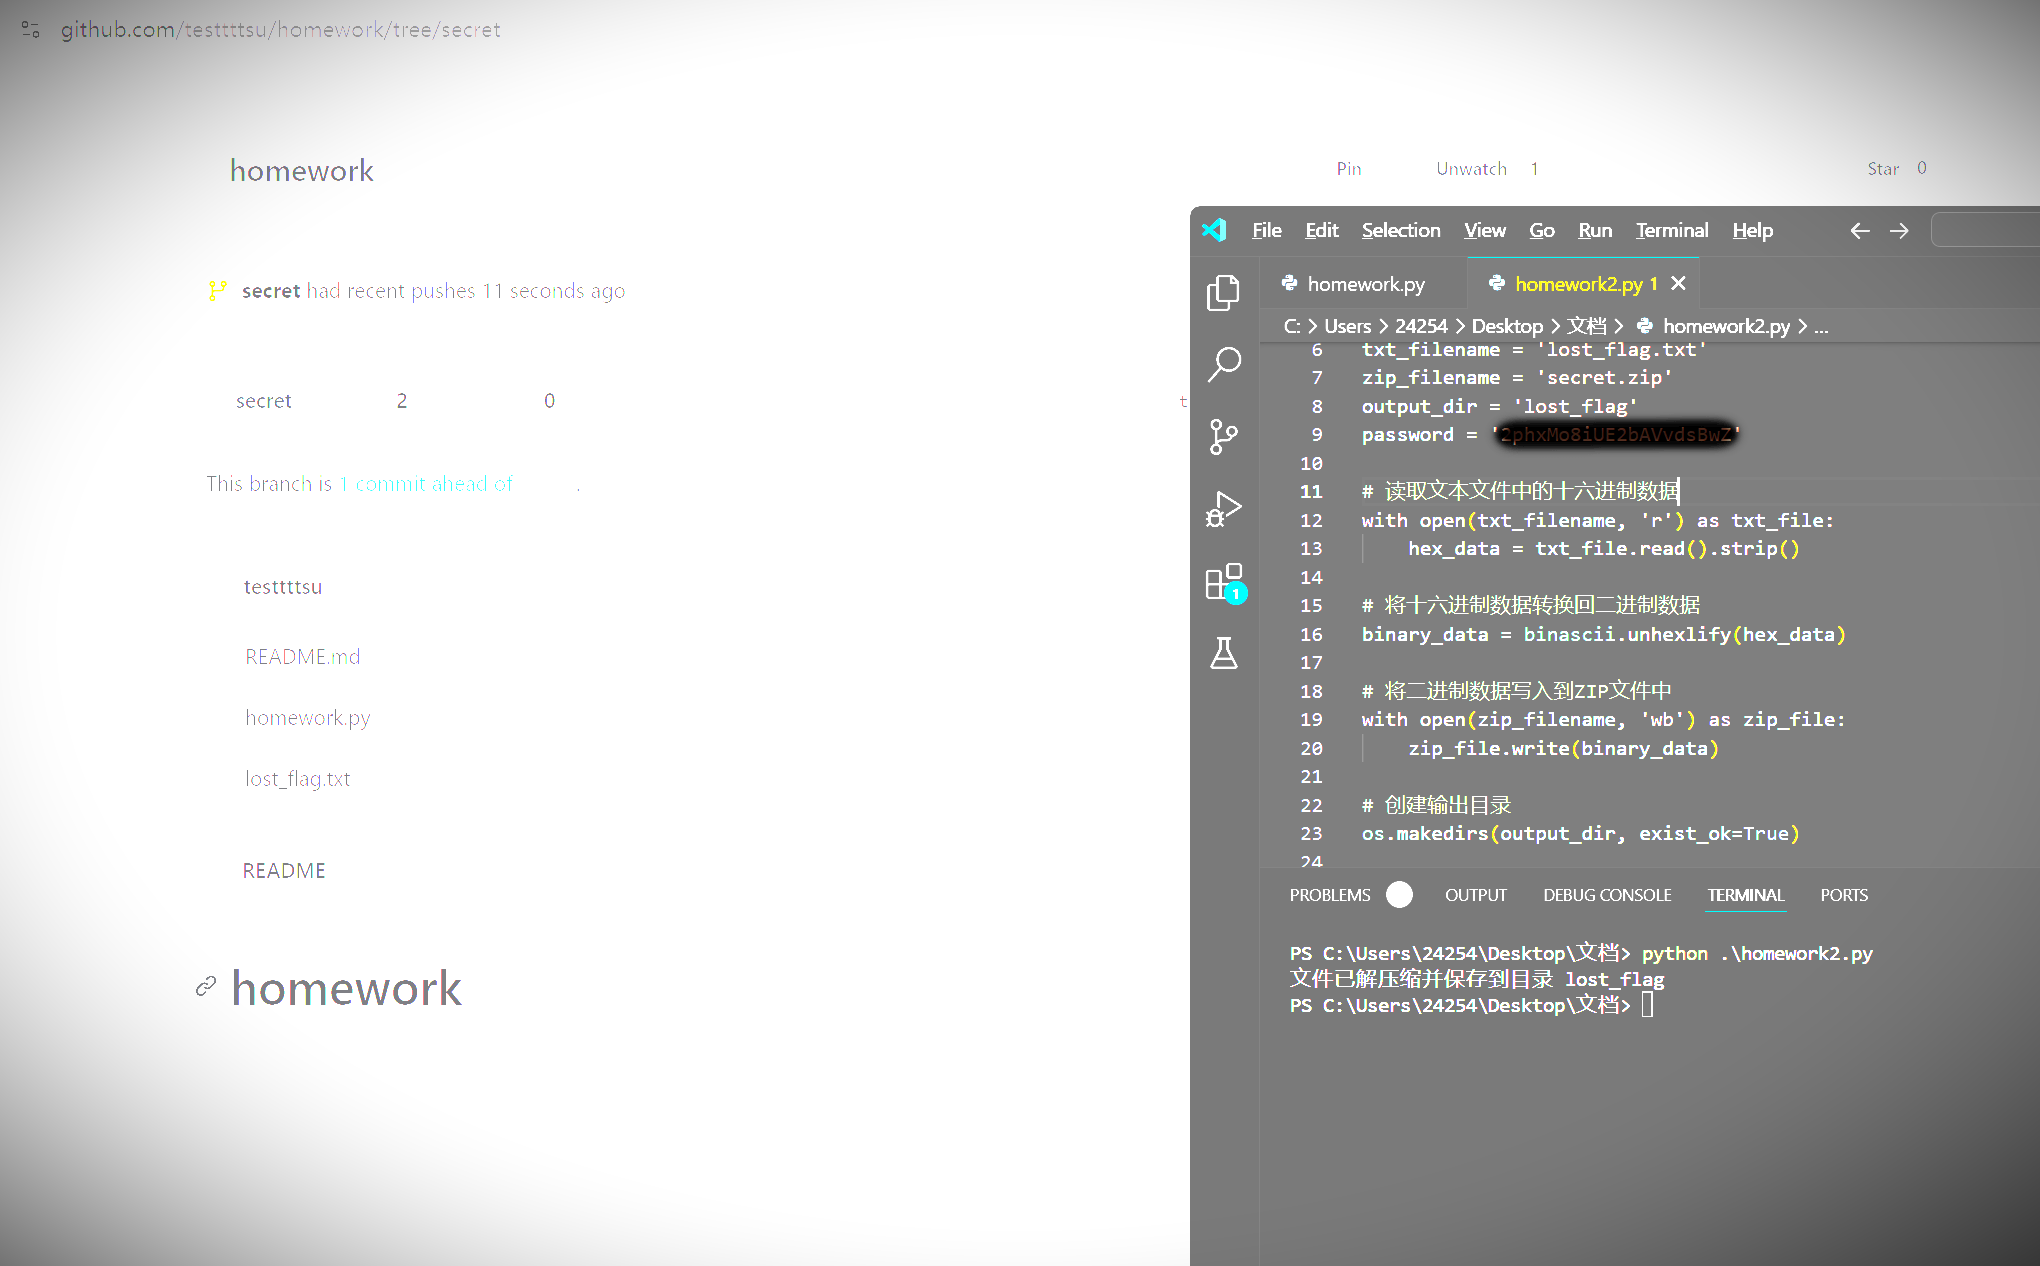 github.com/testtttsu/homework/tree/secret
homework
Pin Unwatch 1 Star 0
secret had recent pushes 11 seconds ago
secret 2 0
t
This branch is 1 commit ahead of .
testtttsu
README.md
homework.py
lost_flag.txt
README
homework
File Edit Selection View Go Run Terminal Help
homework.py homework2.py 1
C: > Users > 24254 > Desktop > 文档 > homework2.py > ...
6 txt_filename = 'lost_flag.txt'
7 zip_filename = 'secret.zip'
8 output_dir = 'lost_flag'
9 password = '2phxMo8iUE2bAVvdsBwZ'
10
11 # 读取文本文件中的十六进制数据
12 with open(txt_filename, 'r') as txt_file:
13 hex_data = txt_file.read().strip()
14
15 # 将十六进制数据转换回二进制数据
16 binary_data = binascii.unhexlify(hex_data)
17
18 # 将二进制数据写入到ZIP文件中
19 with open(zip_filename, 'wb') as zip_file:
20 zip_file.write(binary_data)
21
22 # 创建输出目录
23 os.makedirs(output_dir, exist_ok=True)
24
1
PROBLEMS OUTPUT DEBUG CONSOLE TERMINAL PORTS
PS C:\Users\24254\Desktop\文档> python .\homework2.py
文件已解压缩并保存到目录 lost_flag
PS C:\Users\24254\Desktop\文档>